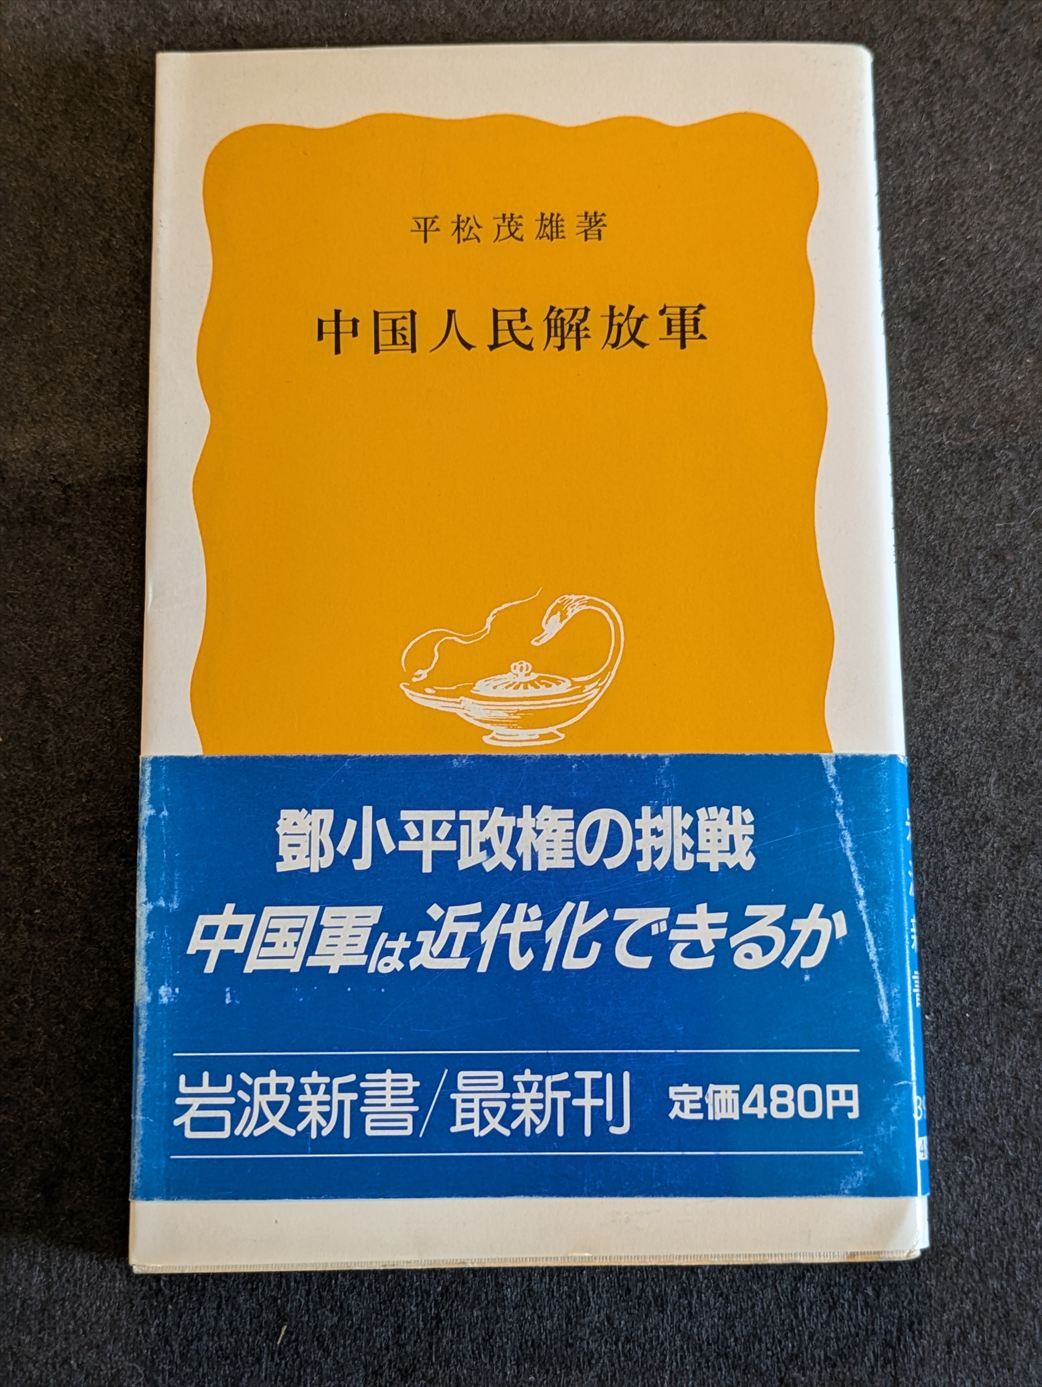 平松茂雄著
中国人民解放軍
鄧小平政権の挑戦
中国軍は近代化できるか
岩波新書/最新刊 定価480円